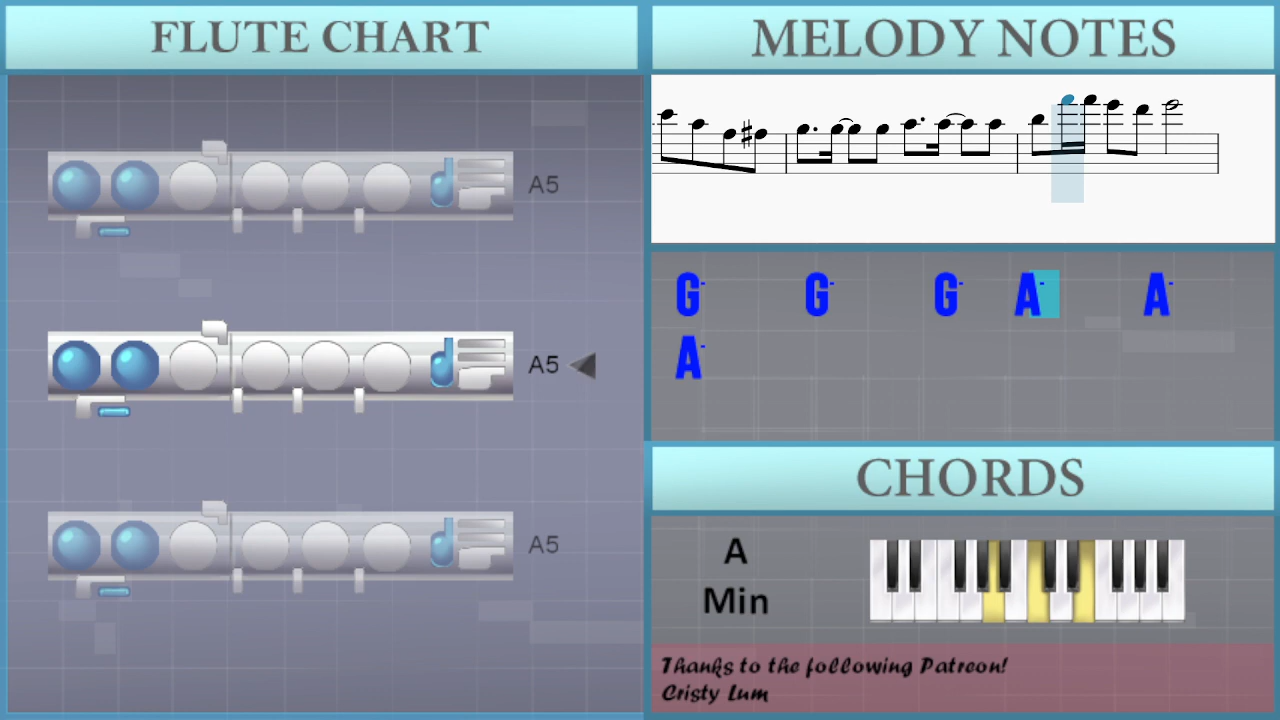 FLUTE CHART
A5
A5
A5
MELODY NOTES
G- G- G- A- A-
A-
CHORDS
A
Min
Thanks to the following Patreon!
Cristy Lum